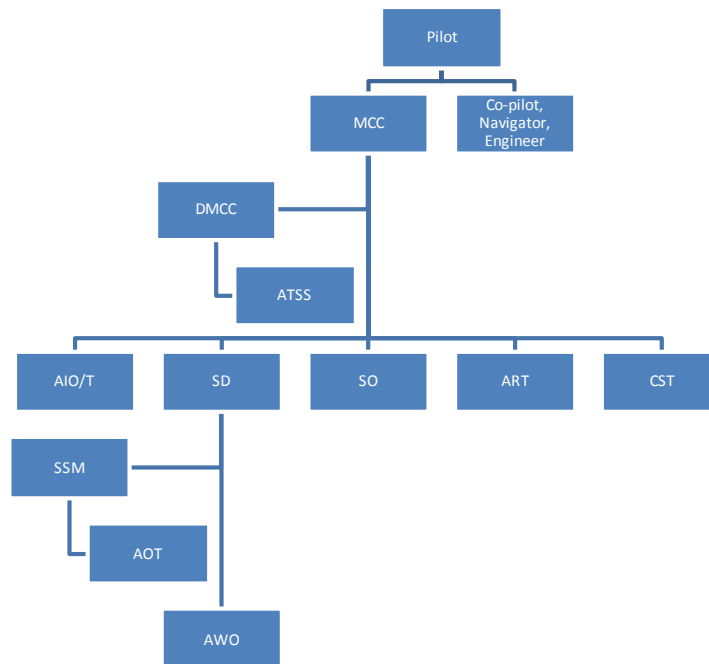 Pilot
MCC
Co-pilot,
Navigator,
Engineer
DMCC
ATSS
AIO/T
SD
SO
ART
CST
SSM
AOT
AWO